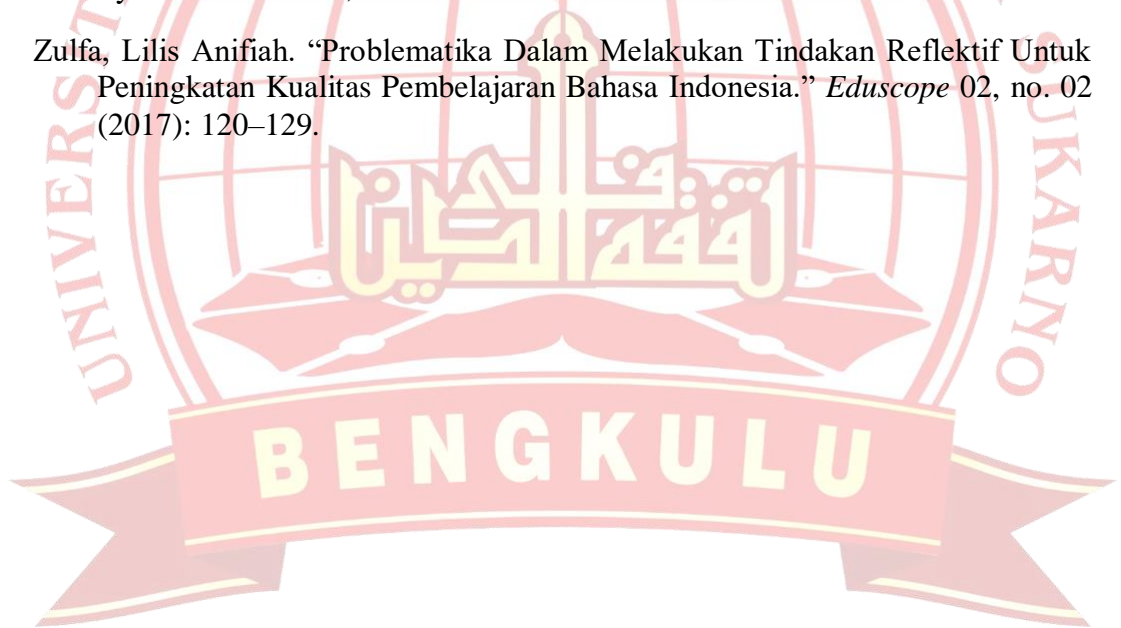 Zulfa, Lilis Anifiah. “Problematika Dalam Melakukan Tindakan Reflektif Untuk
Peningkatan Kualitas Pembelajaran Bahasa Indonesia.” Eduscope 02, no. 02
(2017): 120–129.
SUKARNO
BENGKULU